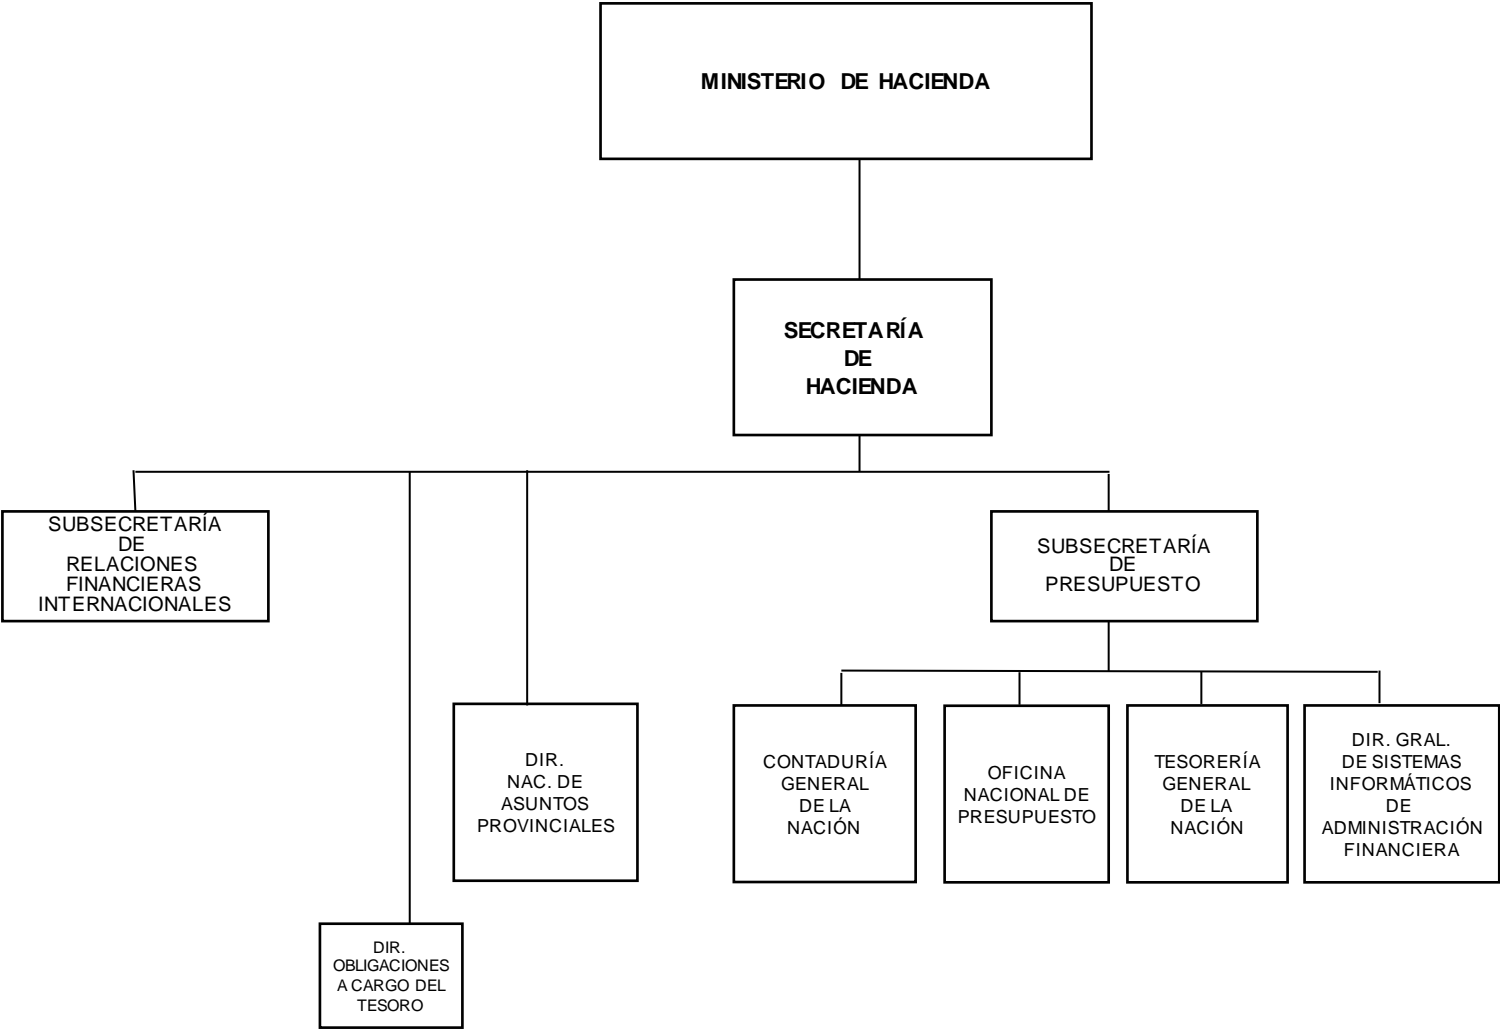 MINISTERIO DE HACIENDA
SECRETARÍA
DE
HACIENDA
SUBSECRETARÍA
DE
RELACIONES
FINANCIERAS
INTERNACIONALES
SUBSECRETARÍA
DE
PRESUPUESTO
DIR.
NAC. DE
ASUNTOS
PROVINCIALES
CONTADURÍA
GENERAL
DE LA
NACIÓN
OFICINA
NACIONAL DE
PRESUPUESTO
TESORERÍA
GENERAL
DE LA
NACIÓN
DIR. GRAL.
DE SISTEMAS
INFORMÁTICOS
DE
ADMINISTRACIÓN
FINANCIERA
DIR.
OBLIGACIONES
A CARGO DEL
TESORO